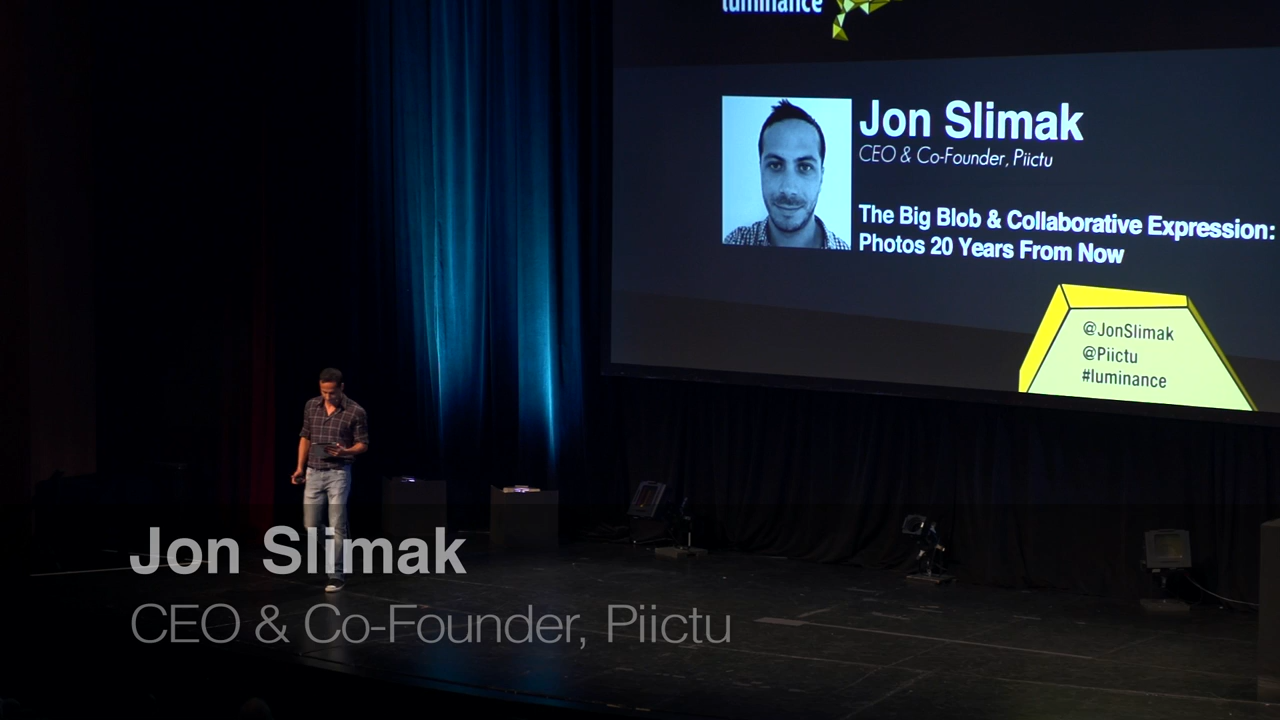 luminance
Jon Slimak
CEO & Co-Founder, Piictu
The Big Blob & Collaborative Expression:
Photos 20 Years From Now
@JonSlimak
@Piictu
#luminance
Jon Slimak
CEO & Co-Founder, Piictu